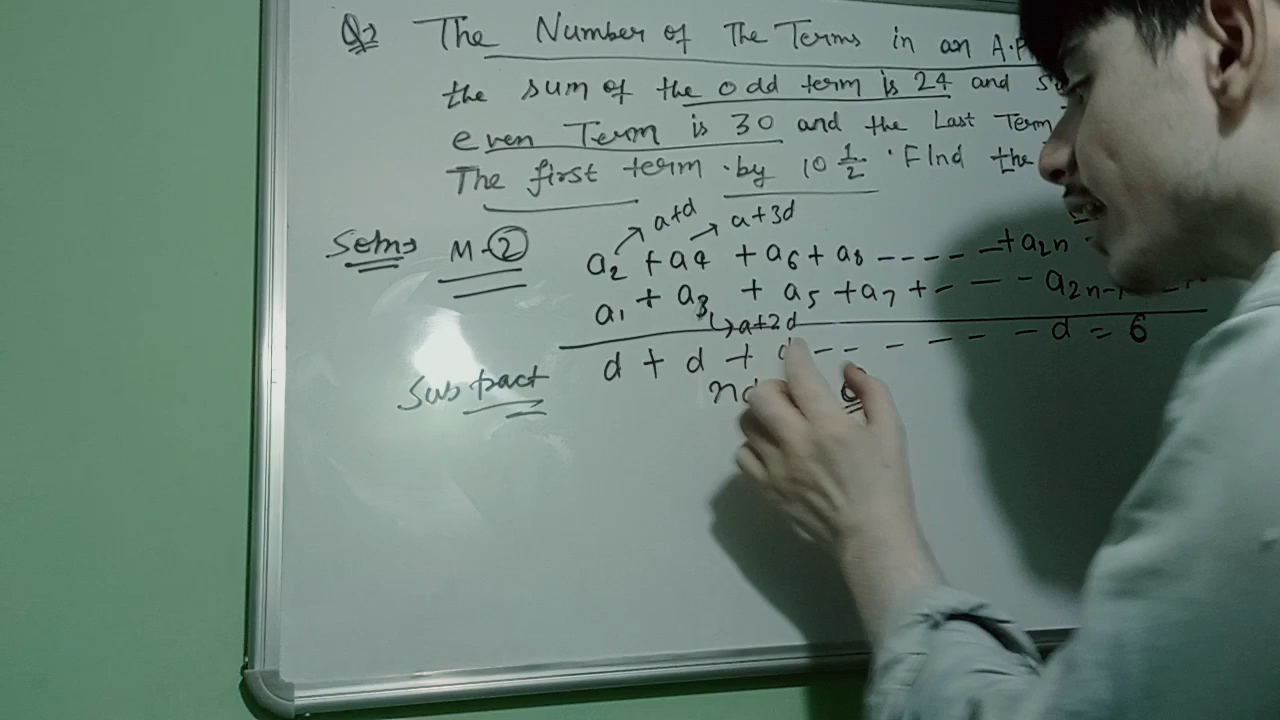 Q2 The Number of The Terms in an A.P
the sum of the odd term is 24 and
even Term is 30 and the Last Term
The first term .by 10 1/2 . FInd the
a+d a+3d
Soln M-② a2 + a4 + a6 + a8 ---- - + a2n
a1 + a3 + a5 + a7 + - - - a2n-1
↳ a+2d
d + d + d - - - - - - - d = 6
Subtract nd 6